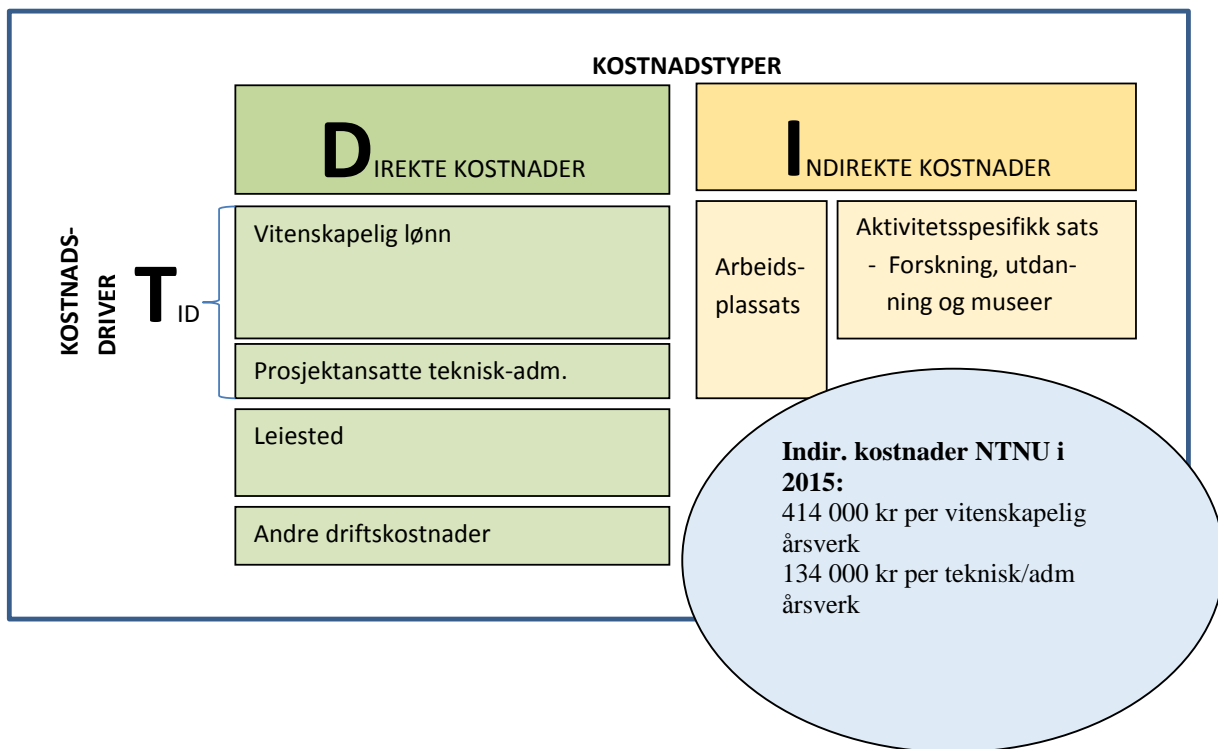 KOSTNADSTYPER
DIREKTE KOSTNADER
INDIREKTE KOSTNADER
KOSTNADS-
DRIVER
TID
Vitenskapelig lønn
Prosjektansatte teknisk-adm.
Leiested
Andre driftskostnader
Arbeids-
plassats
Aktivitetsspesifikk sats
- Forskning, utdan-
ning og museer
Indir. kostnader NTNU i
2015:
414 000 kr per vitenskapelig
årsverk
134 000 kr per teknisk/adm
årsverk